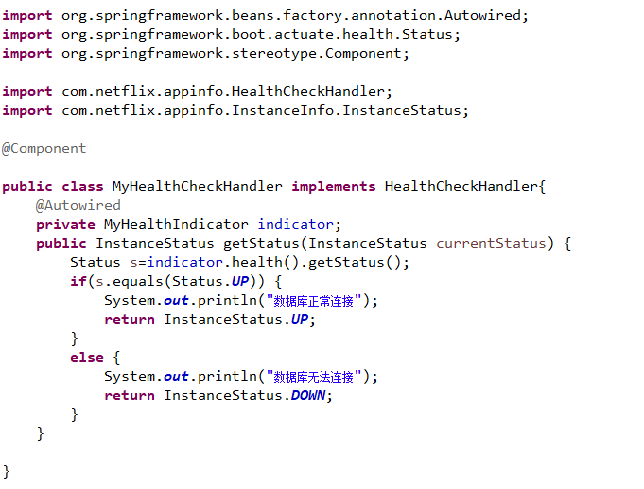 import org.springframework.beans.factory.annotation.Autowired;
import org.springframework.boot.actuate.health.Status;
import org.springframework.stereotype.Component;

import com.netflix.appinfo.HealthCheckHandler;
import com.netflix.appinfo.InstanceInfo.InstanceStatus;

@Component

public class MyHealthCheckHandler implements HealthCheckHandler{
    @Autowired
    private MyHealthIndicator indicator;
    public InstanceStatus getStatus(InstanceStatus currentStatus) {
        Status s=indicator.health().getStatus();
        if(s.equals(Status.UP)) {
            System.out.println("数据库正常连接");
            return InstanceStatus.UP;
        }
        else {
            System.out.println("数据库无法连接");
            return InstanceStatus.DOWN;
        }
    }

}